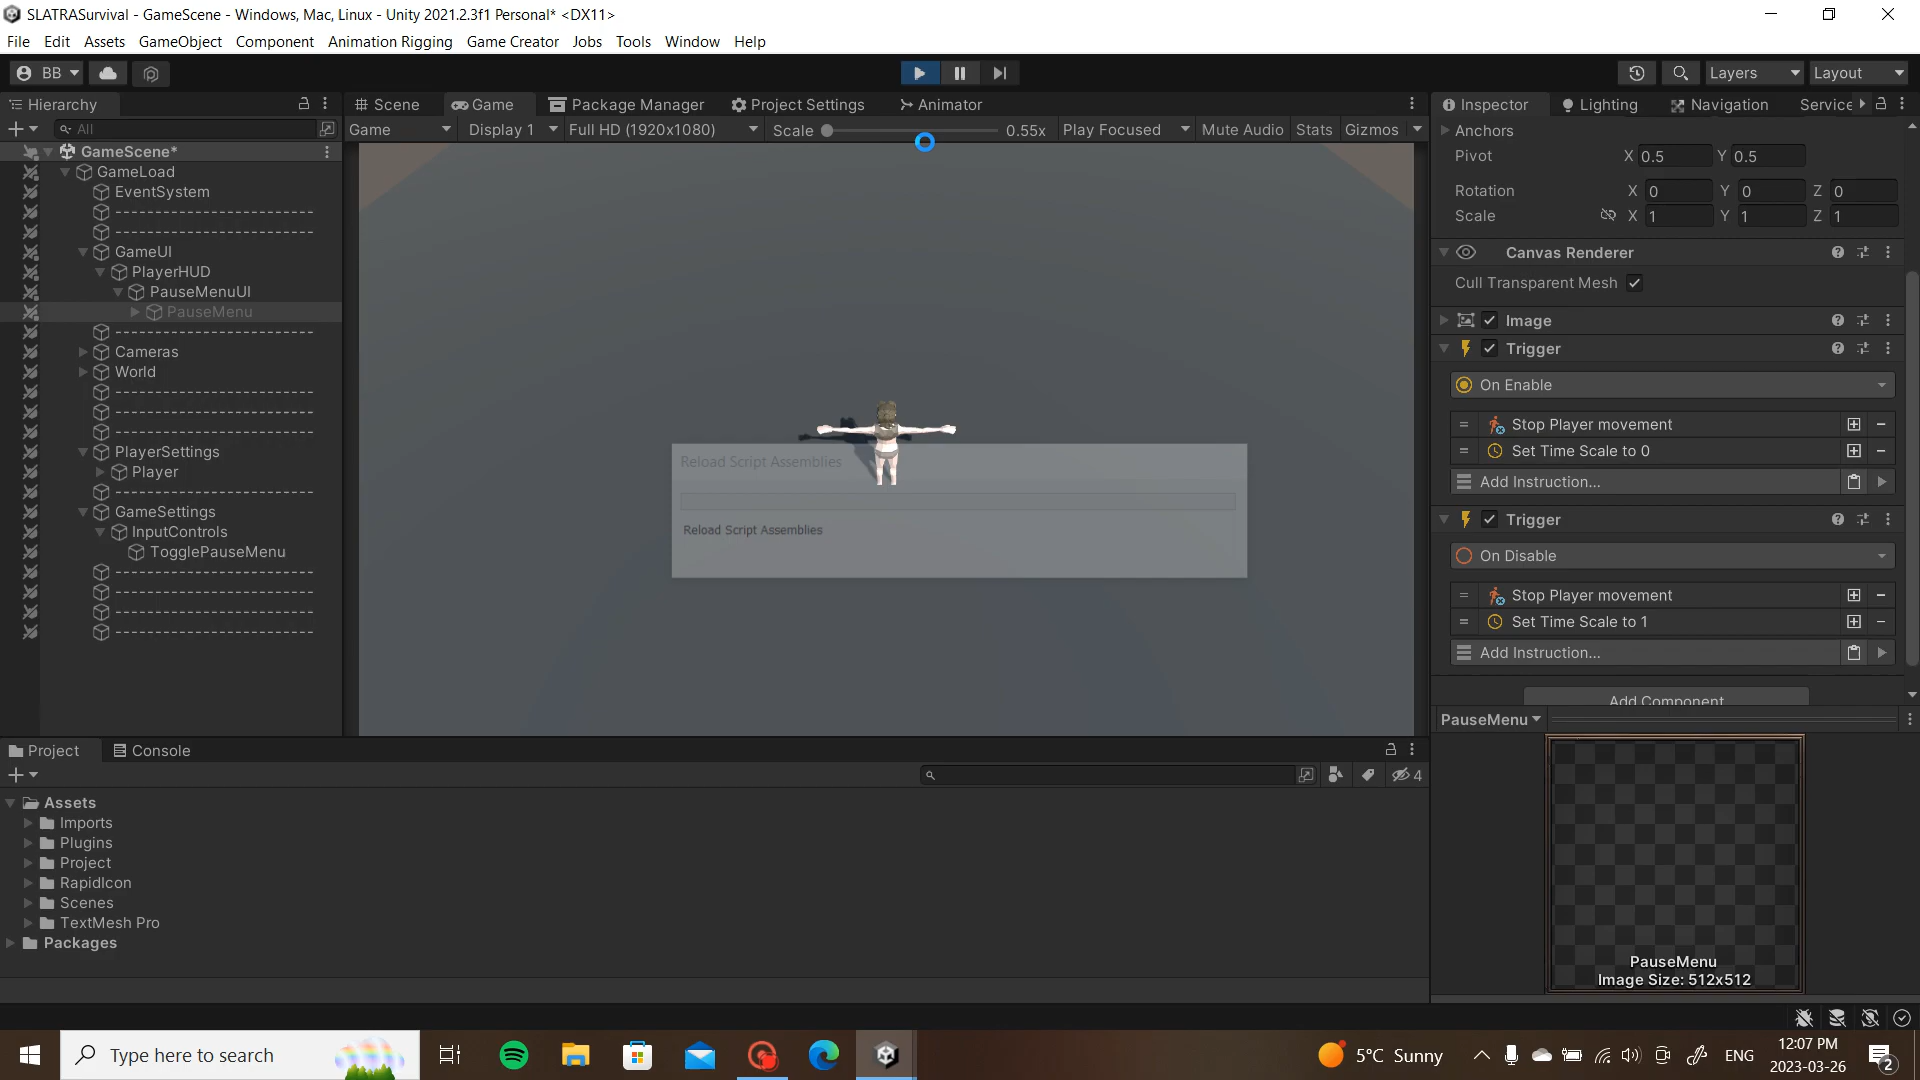 SLATRASurvival - GameScene - Windows, Mac, Linux - Unity 2021.2.3f1 Personal* <DX11>
File Edit Assets GameObject Component Animation Rigging Game Creator Jobs Tools Window Help
BB Layers Layout
Hierarchy Scene Game Package Manager Project Settings Animator Inspector Lighting Navigation Service
All Game Display 1 Full HD (1920x1080) Scale 0.55x Play Focused Mute Audio Stats Gizmos
GameScene*
GameLoad
EventSystem
------------------------
------------------------
GameUI
PlayerHUD
PauseMenuUI
PauseMenu
------------------------
Cameras
World
------------------------
------------------------
------------------------
PlayerSettings
Player
------------------------
GameSettings
InputControls
TogglePauseMenu
------------------------
------------------------
------------------------
------------------------
Reload Script Assemblies
Reload Script Assemblies
Anchors
Pivot X 0.5 Y 0.5
Rotation X 0 Y 0 Z 0
Scale X 1 Y 1 Z 1
Canvas Renderer
Cull Transparent Mesh
Image
Trigger
On Enable
Stop Player movement
Set Time Scale to 0
Add Instruction...
Trigger
On Disable
Stop Player movement
Set Time Scale to 1
Add Instruction...
Add Component
PauseMenu
PauseMenu
Image Size: 512x512
Project Console
4
Assets
Imports
Plugins
Project
RapidIcon
Scenes
TextMesh Pro
Packages
Type here to search
5°C Sunny
ENG
12:07 PM
2023-03-26
2